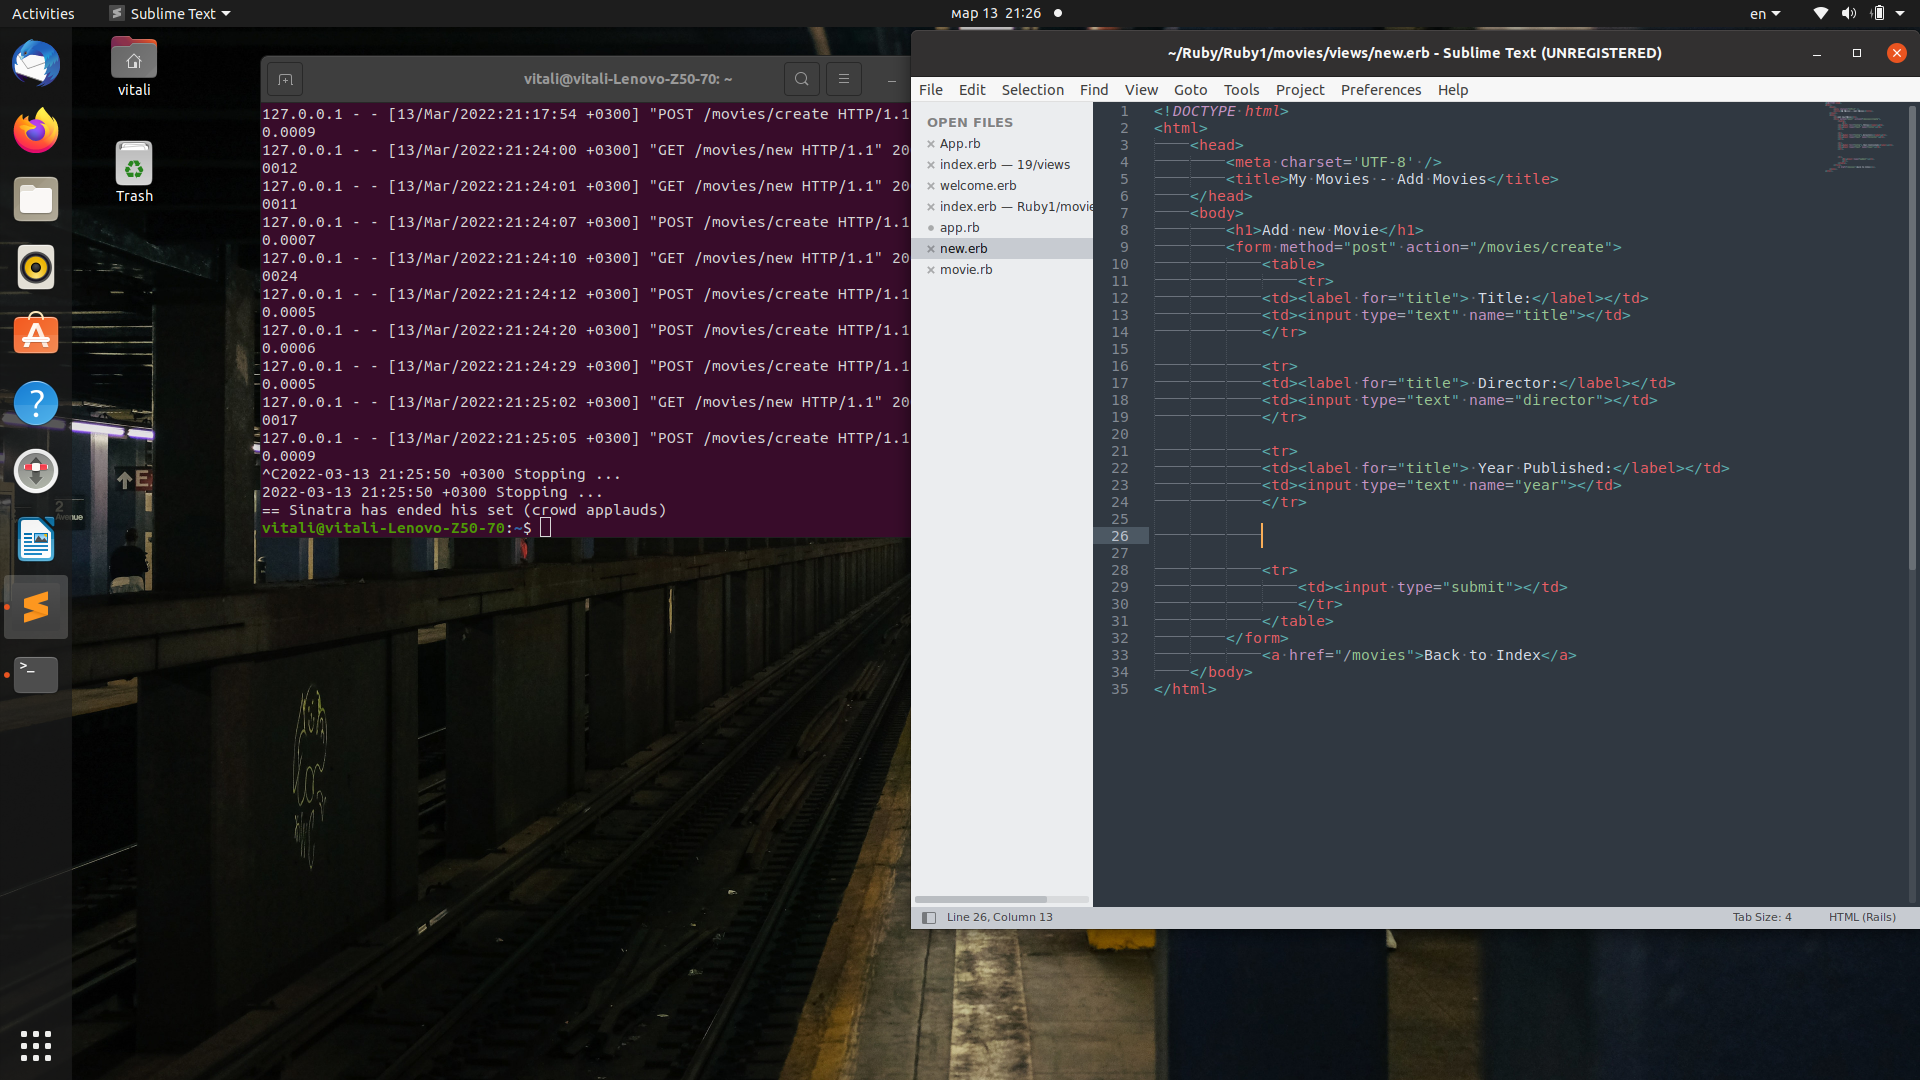 Activities
Sublime Text
мар 13 21:26
en
vitali
Trash
vitali@vitali-Lenovo-Z50-70: ~
127.0.0.1 - - [13/Mar/2022:21:17:54 +0300] "POST /movies/create HTTP/1.1
0.0009
127.0.0.1 - - [13/Mar/2022:21:24:00 +0300] "GET /movies/new HTTP/1.1" 20
0012
127.0.0.1 - - [13/Mar/2022:21:24:01 +0300] "GET /movies/new HTTP/1.1" 20
0011
127.0.0.1 - - [13/Mar/2022:21:24:07 +0300] "POST /movies/create HTTP/1.1
0.0007
127.0.0.1 - - [13/Mar/2022:21:24:10 +0300] "GET /movies/new HTTP/1.1" 20
0024
127.0.0.1 - - [13/Mar/2022:21:24:12 +0300] "POST /movies/create HTTP/1.1
0.0005
127.0.0.1 - - [13/Mar/2022:21:24:20 +0300] "POST /movies/create HTTP/1.1
0.0006
127.0.0.1 - - [13/Mar/2022:21:24:29 +0300] "POST /movies/create HTTP/1.1
0.0005
127.0.0.1 - - [13/Mar/2022:21:25:02 +0300] "GET /movies/new HTTP/1.1" 20
0017
127.0.0.1 - - [13/Mar/2022:21:25:05 +0300] "POST /movies/create HTTP/1.1
0.0009
^C2022-03-13 21:25:50 +0300 Stopping ...
2022-03-13 21:25:50 +0300 Stopping ...
== Sinatra has ended his set (crowd applauds)
vitali@vitali-Lenovo-Z50-70:~$
2
Avenue
~/Ruby/Ruby1/movies/views/new.erb - Sublime Text (UNREGISTERED)
File Edit Selection Find View Goto Tools Project Preferences Help
OPEN FILES
App.rb
index.erb — 19/views
welcome.erb
index.erb — Ruby1/movie
app.rb
new.erb
movie.rb
1 <!DOCTYPE html>
2 <html>
3 <head>
4 <meta charset='UTF-8' />
5 <title>My Movies - Add Movies</title>
6 </head>
7 <body>
8 <h1>Add new Movie</h1>
9 <form method="post" action="/movies/create">
10 <table>
11 <tr>
12 <td><label for="title"> Title:</label></td>
13 <td><input type="text" name="title"></td>
14 </tr>
15
16 <tr>
17 <td><label for="title"> Director:</label></td>
18 <td><input type="text" name="director"></td>
19 </tr>
20
21 <tr>
22 <td><label for="title"> Year Published:</label></td>
23 <td><input type="text" name="year"></td>
24 </tr>
25
26
27
28 <tr>
29 <td><input type="submit"></td>
30 </tr>
31 </table>
32 </form>
33 <a href="/movies">Back to Index</a>
34 </body>
35 </html>
Line 26, Column 13
Tab Size: 4
HTML (Rails)